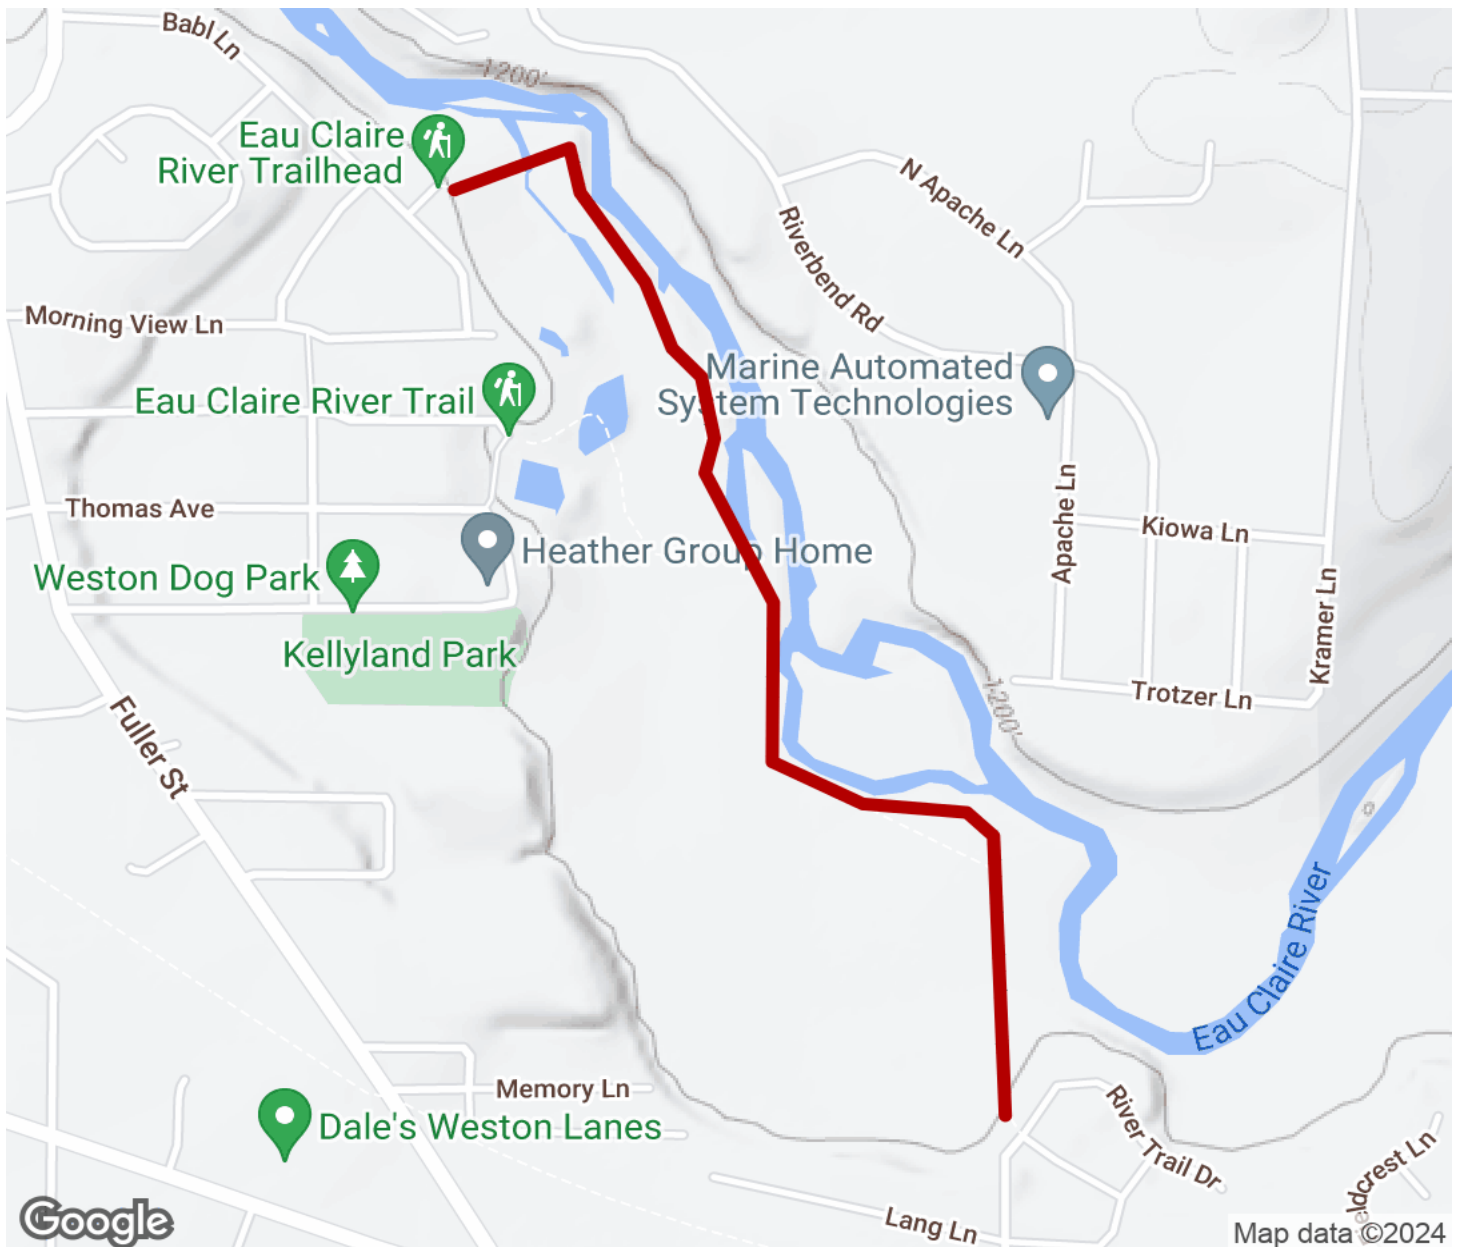 Babl Ln
1200'
Eau Claire
River Trailhead
N Apache Ln
Riverbend Rd
Morning View Ln
Marine Automated
System Technologies
Eau Claire River Trail
Apache Ln
Thomas Ave
Kiowa Ln
Heather Group Home
Weston Dog Park
Kramer Ln
Kellyland Park
1200'
Trotzer Ln
Fuller St
Eau Claire River
Memory Ln
River Trail Dr
Dale's Weston Lanes
Lang Ln
Google
Map data ©2024